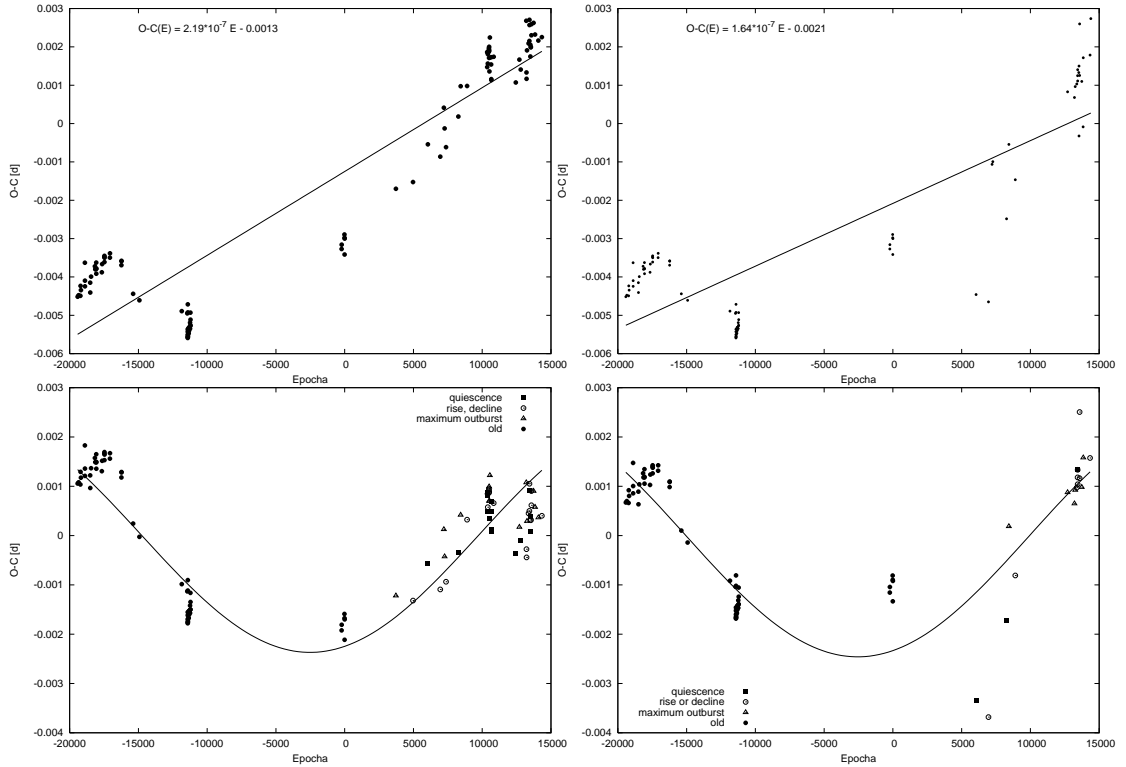 O-C(E) = 2.19*10-7 E - 0.0013
0.003
0.002
0.001
0
-0.001
-0.002
-0.003
-0.004
-0.005
-0.006
O-C [d]
-20000 -15000 -10000 -5000 0 5000 10000 15000
Epocha
O-C(E) = 1.64*10-7 E - 0.0021
0.003
0.002
0.001
0
-0.001
-0.002
-0.003
-0.004
-0.005
-0.006
O-C [d]
-20000 -15000 -10000 -5000 0 5000 10000 15000
Epocha
quiescence
rise, decline
maximum outburst
old
0.003
0.002
0.001
0
-0.001
-0.002
-0.003
-0.004
O-C [d]
-20000 -15000 -10000 -5000 0 5000 10000 15000
Epocha
0.003
0.002
0.001
0
-0.001
-0.002
-0.003
-0.004
O-C [d]
quiescence
rise or decline
maximum outburst
old
-20000 -15000 -10000 -5000 0 5000 10000 15000
Epocha